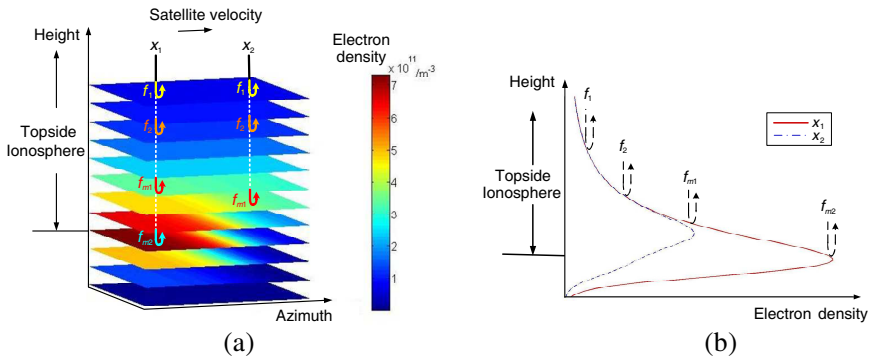 Satellite velocity
Height
x1
x2
Electron
density
x 10^11/m^-3
7
6
5
4
3
2
1
f1
f1
f2
f2
Topside
Ionosphere
fm1
fm1
fm2
Azimuth
(a)
Height
f1
x1
x2
f2
Topside
Ionosphere
fm1
fm2
Electron density
(b)